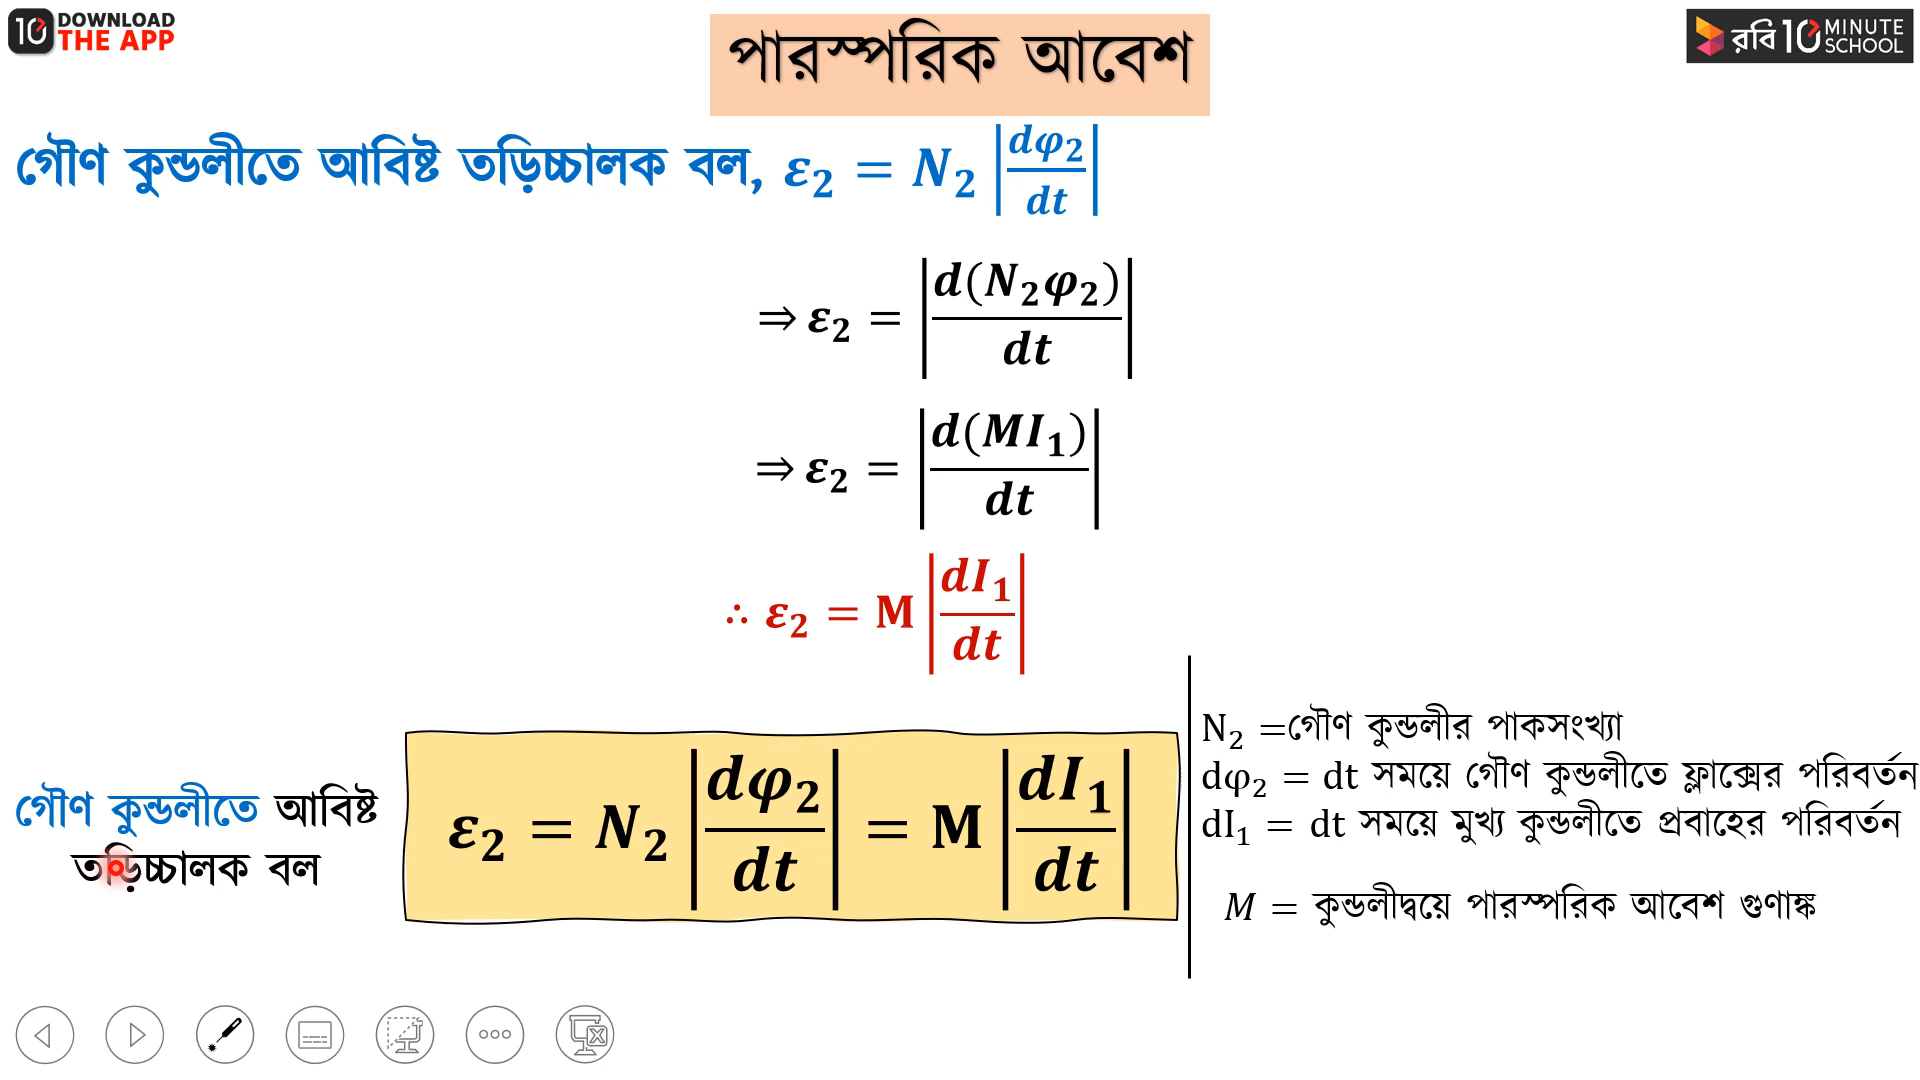 10 DOWNLOAD THE APP
পারস্পরিক আবেশ
রবি 10 MINUTE SCHOOL
গৌণ কুন্ডলীতে আবিষ্ট তড়িচ্চালক বল, ε₂ = N₂ |dφ₂/dt|
⇒ ε₂ = |d(N₂φ₂)/dt|
⇒ ε₂ = |d(MI₁)/dt|
∴ ε₂ = M |dI₁/dt|
গৌণ কুন্ডলীতে আবিষ্ট
তড়িচ্চালক বল
ε₂ = N₂ |dφ₂/dt| = M |dI₁/dt|
N₂ =গৌণ কুন্ডলীর পাকসংখ্যা
dφ₂ = dt সময়ে গৌণ কুন্ডলীতে ফ্লাক্সের পরিবর্তন
dI₁ = dt সময়ে মুখ্য কুন্ডলীতে প্রবাহের পরিবর্তন
M = কুন্ডলীদ্বয়ে পারস্পরিক আবেশ গুণাঙ্ক